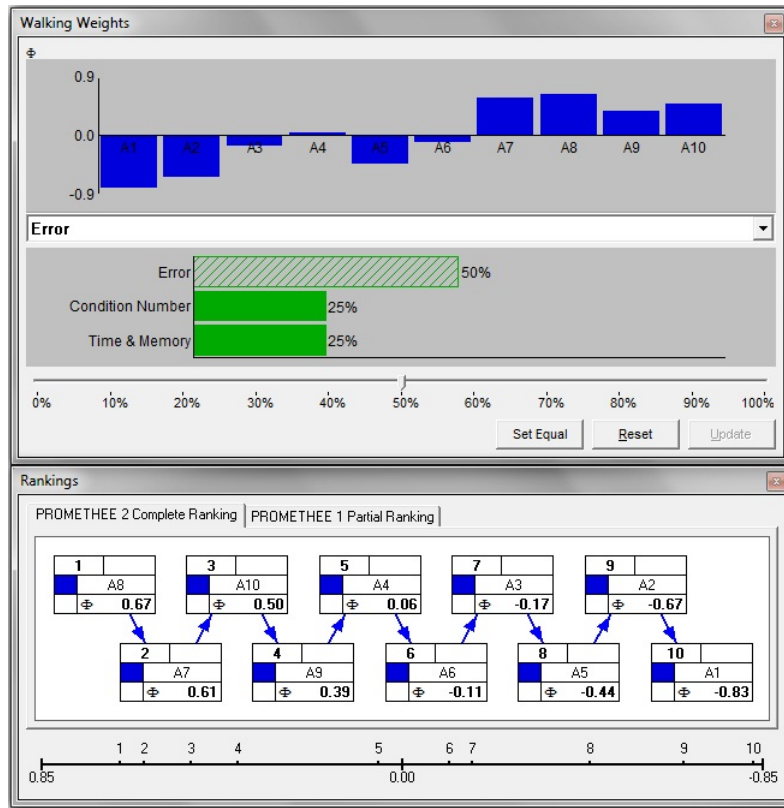 Walking Weights
Φ
0.9
0.0
-0.9
A1 A2 A3 A4 A5 A6 A7 A8 A9 A10
Error
Error 50%
Condition Number 25%
Time & Memory 25%
0% 10% 20% 30% 40% 50% 60% 70% 80% 90% 100%
Set Equal Reset Update
Rankings
PROMETHEE 2 Complete Ranking PROMETHEE 1 Partial Ranking
1 3 5 7 9
A8 A10 A4 A3 A2
Φ 0.67 Φ 0.50 Φ 0.06 Φ -0.17 Φ -0.67
2 4 6 8 10
A7 A9 A6 A5 A1
Φ 0.61 Φ 0.39 Φ -0.11 Φ -0.44 Φ -0.83
1 2 3 4 5 6 7 8 9 10
0.85 0.00 -0.85